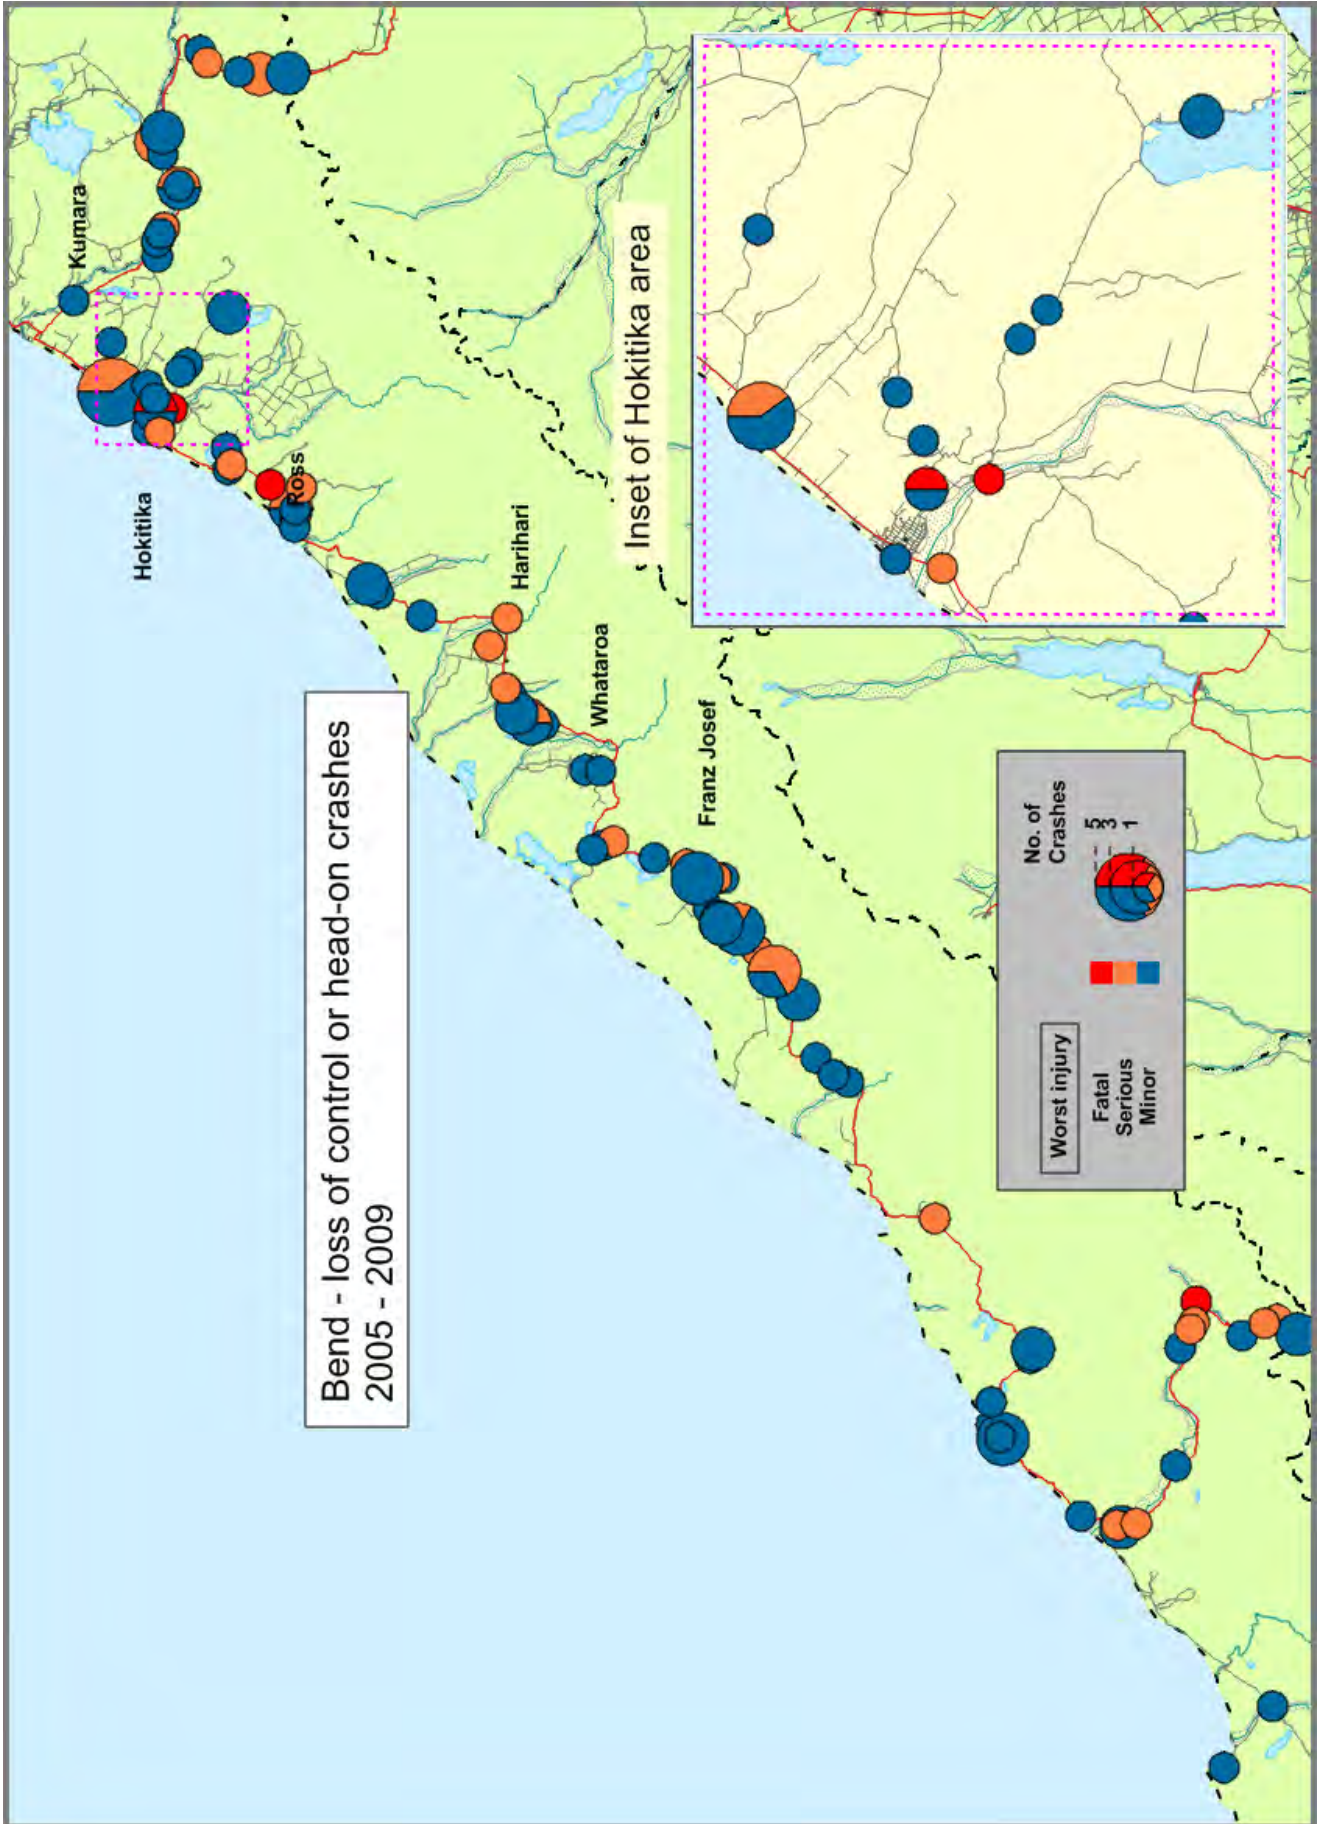 Bend - loss of control or head-on crashes
2005 - 2009
Kumara
Hokitika
Ross
Harihari
Whataroa
Franz Josef
Inset of Hokitika area
Worst injury
Fatal
Serious
Minor
No. of
Crashes
5
3
1